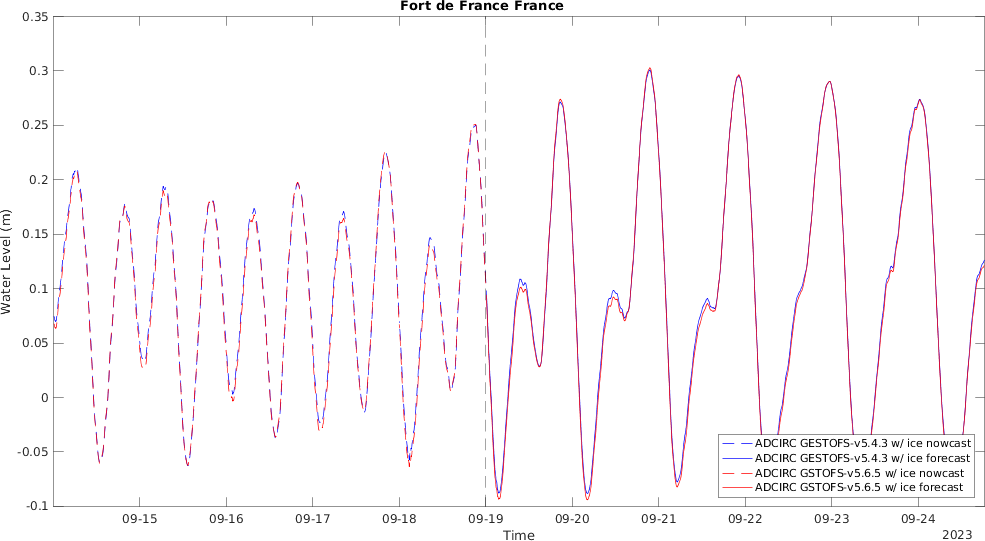 Fort de France France
0.35
0.3
0.25
0.2
0.15
0.1
0.05
0
-0.05
-0.1
Water Level (m)
ADCIRC GESTOFS-v5.4.3 w/ ice nowcast
ADCIRC GESTOFS-v5.4.3 w/ ice forecast
ADCIRC GSTOFS-v5.6.5 w/ ice nowcast
ADCIRC GSTOFS-v5.6.5 w/ ice forecast
09-15 09-16 09-17 09-18 09-19 09-20 09-21 09-22 09-23 09-24
Time
2023